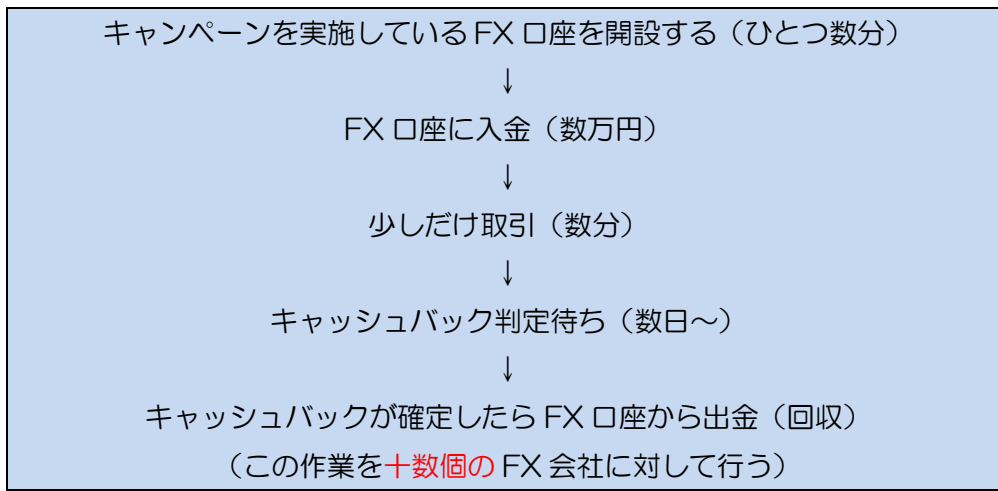 キャンペーンを実施しているFX口座を開設する（ひとつ数分）
↓
FX口座に入金（数万円）
↓
少しだけ取引（数分）
↓
キャッシュバック判定待ち（数日～）
↓
キャッシュバックが確定したらFX口座から出金（回収）
（この作業を十数個のFX会社に対して行う）